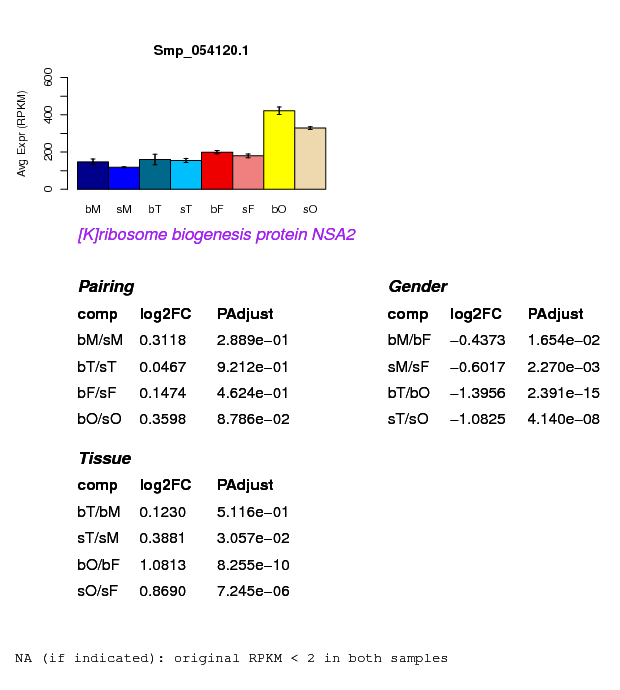 Smp_054120.1
Avg Expr (RPKM)
600
400
200
0
bM sM bT sT bF sF bO sO
[K]ribosome biogenesis protein NSA2
Pairing
comp log2FC PAdjust
bM/sM 0.3118 2.889e−01
bT/sT 0.0467 9.212e−01
bF/sF 0.1474 4.624e−01
bO/sO 0.3598 8.786e−02
Gender
comp log2FC PAdjust
bM/bF −0.4373 1.654e−02
sM/sF −0.6017 2.270e−03
bT/bO −1.3956 2.391e−15
sT/sO −1.0825 4.140e−08
Tissue
comp log2FC PAdjust
bT/bM 0.1230 5.116e−01
sT/sM 0.3881 3.057e−02
bO/bF 1.0813 8.255e−10
sO/sF 0.8690 7.245e−06
NA (if indicated): original RPKM < 2 in both samples